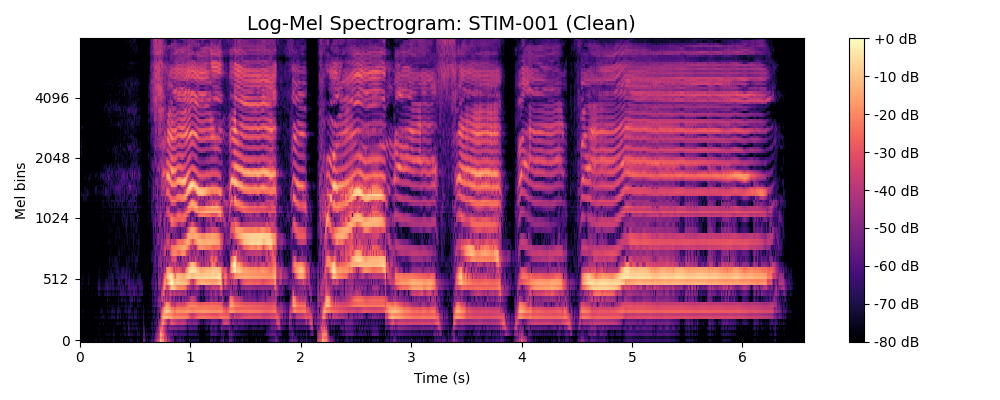 Log-Mel Spectrogram: STIM-001 (Clean)
Mel bins
4096
2048
1024
512
0
0 1 2 3 4 5 6
Time (s)
+0 dB
-10 dB
-20 dB
-30 dB
-40 dB
-50 dB
-60 dB
-70 dB
-80 dB